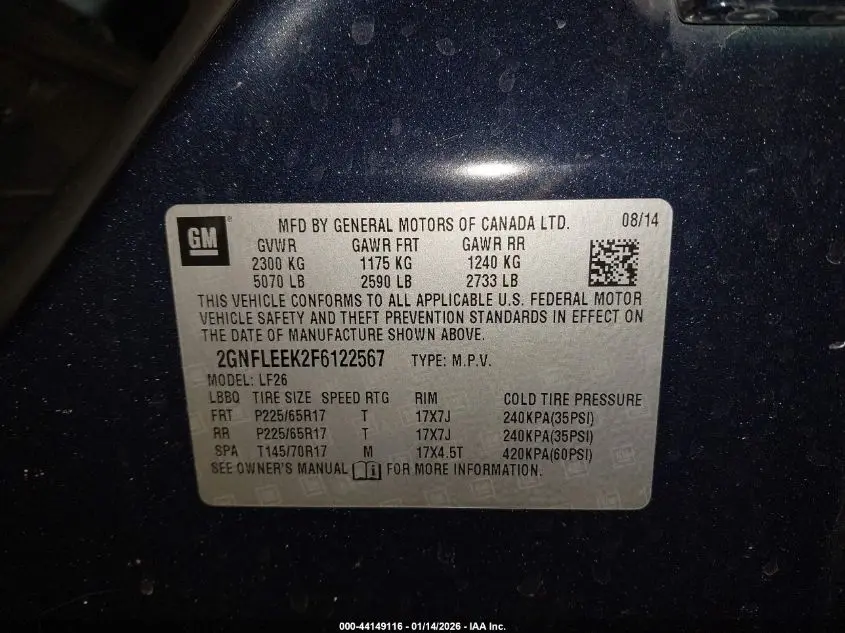 GM
MFD BY GENERAL MOTORS OF CANADA LTD. 08/14
GVWR GAWR FRT GAWR RR
2300 KG 1175 KG 1240 KG
5070 LB 2590 LB 2733 LB
THIS VEHICLE CONFORMS TO ALL APPLICABLE U.S. FEDERAL MOTOR
VEHICLE SAFETY AND THEFT PREVENTION STANDARDS IN EFFECT ON
THE DATE OF MANUFACTURE SHOWN ABOVE.
2GNFLEEK2F6122567 TYPE: M.P.V.
MODEL: LF26
LBBQ TIRE SIZE SPEED RTG RIM COLD TIRE PRESSURE
FRT P225/65R17 T 17X7J 240KPA(35PSI)
RR P225/65R17 T 17X7J 240KPA(35PSI)
SPA T145/70R17 M 17X4.5T 420KPA(60PSI)
SEE OWNER'S MANUAL FOR MORE INFORMATION.
000-44149116 - 01/14/2026 - IAA Inc.